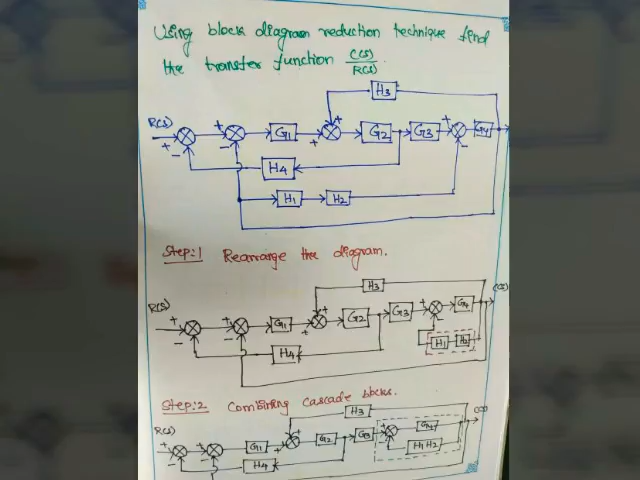 Using block diagram reduction technique find
the transfer function C(S)/R(S)
H3
R(S) + - + - G1 + + G2 G3 + - G4
H4
H1 H2
Step:1 Rearrange the diagram.
H3
R(S) + - + - G1 + + G2 G3 + - G4 C(S)
H4 H1 H2
Step:2 Combining cascade blocks.
H3
R(S) + - + - G1 + G2 G3 + - G4 C(S)
H4 H1 H2